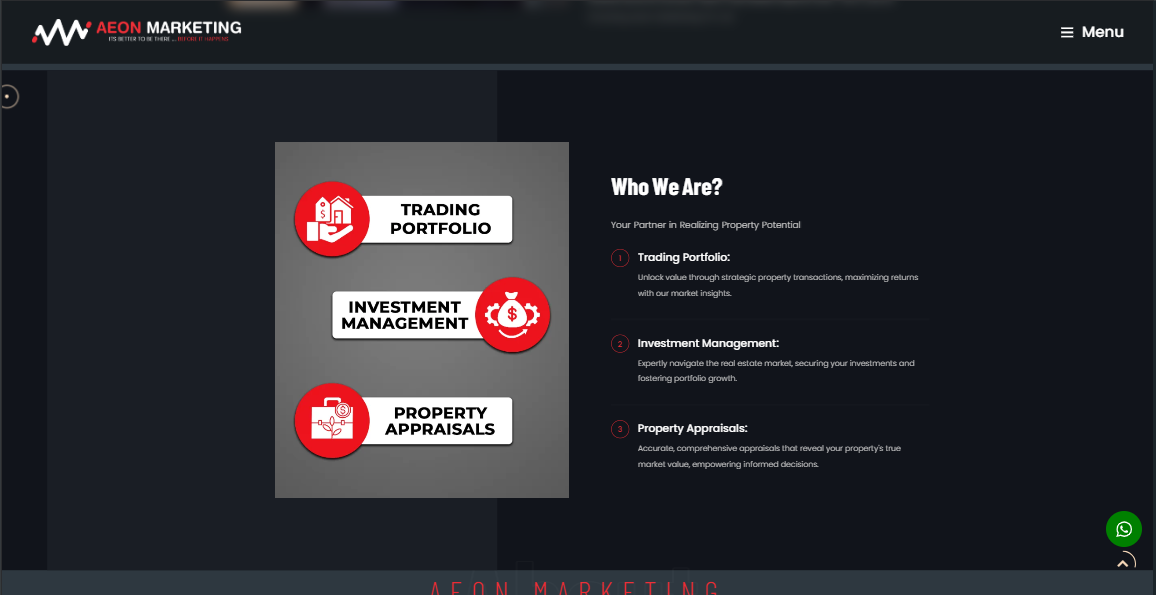 AEON MARKETING
ITS BETTER TO BE THERE ... BEFORE IT HAPPENS
Menu
TRADING
PORTFOLIO
INVESTMENT
MANAGEMENT
PROPERTY
APPRAISALS
Who We Are?
Your Partner in Realizing Property Potential
1 Trading Portfolio:
Unlock value through strategic property transactions, maximizing returns
with our market insights.
2 Investment Management:
Expertly navigate the real estate market, securing your investments and
fostering portfolio growth.
3 Property Appraisals:
Accurate, comprehensive appraisals that reveal your property's true
market value, empowering informed decisions.
AEON MARKETING